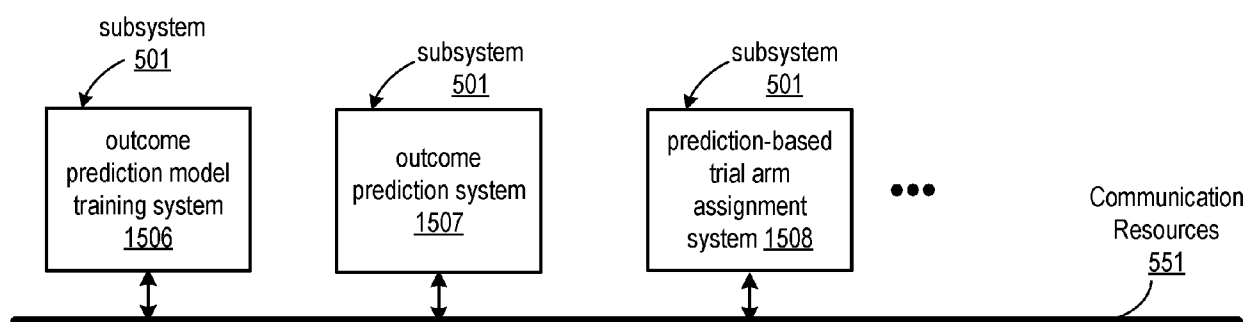 subsystem
501
subsystem
501
subsystem
501
outcome
prediction model
training system
1506
outcome
prediction system
1507
prediction-based
trial arm
assignment
system 1508
Communication
Resources
551